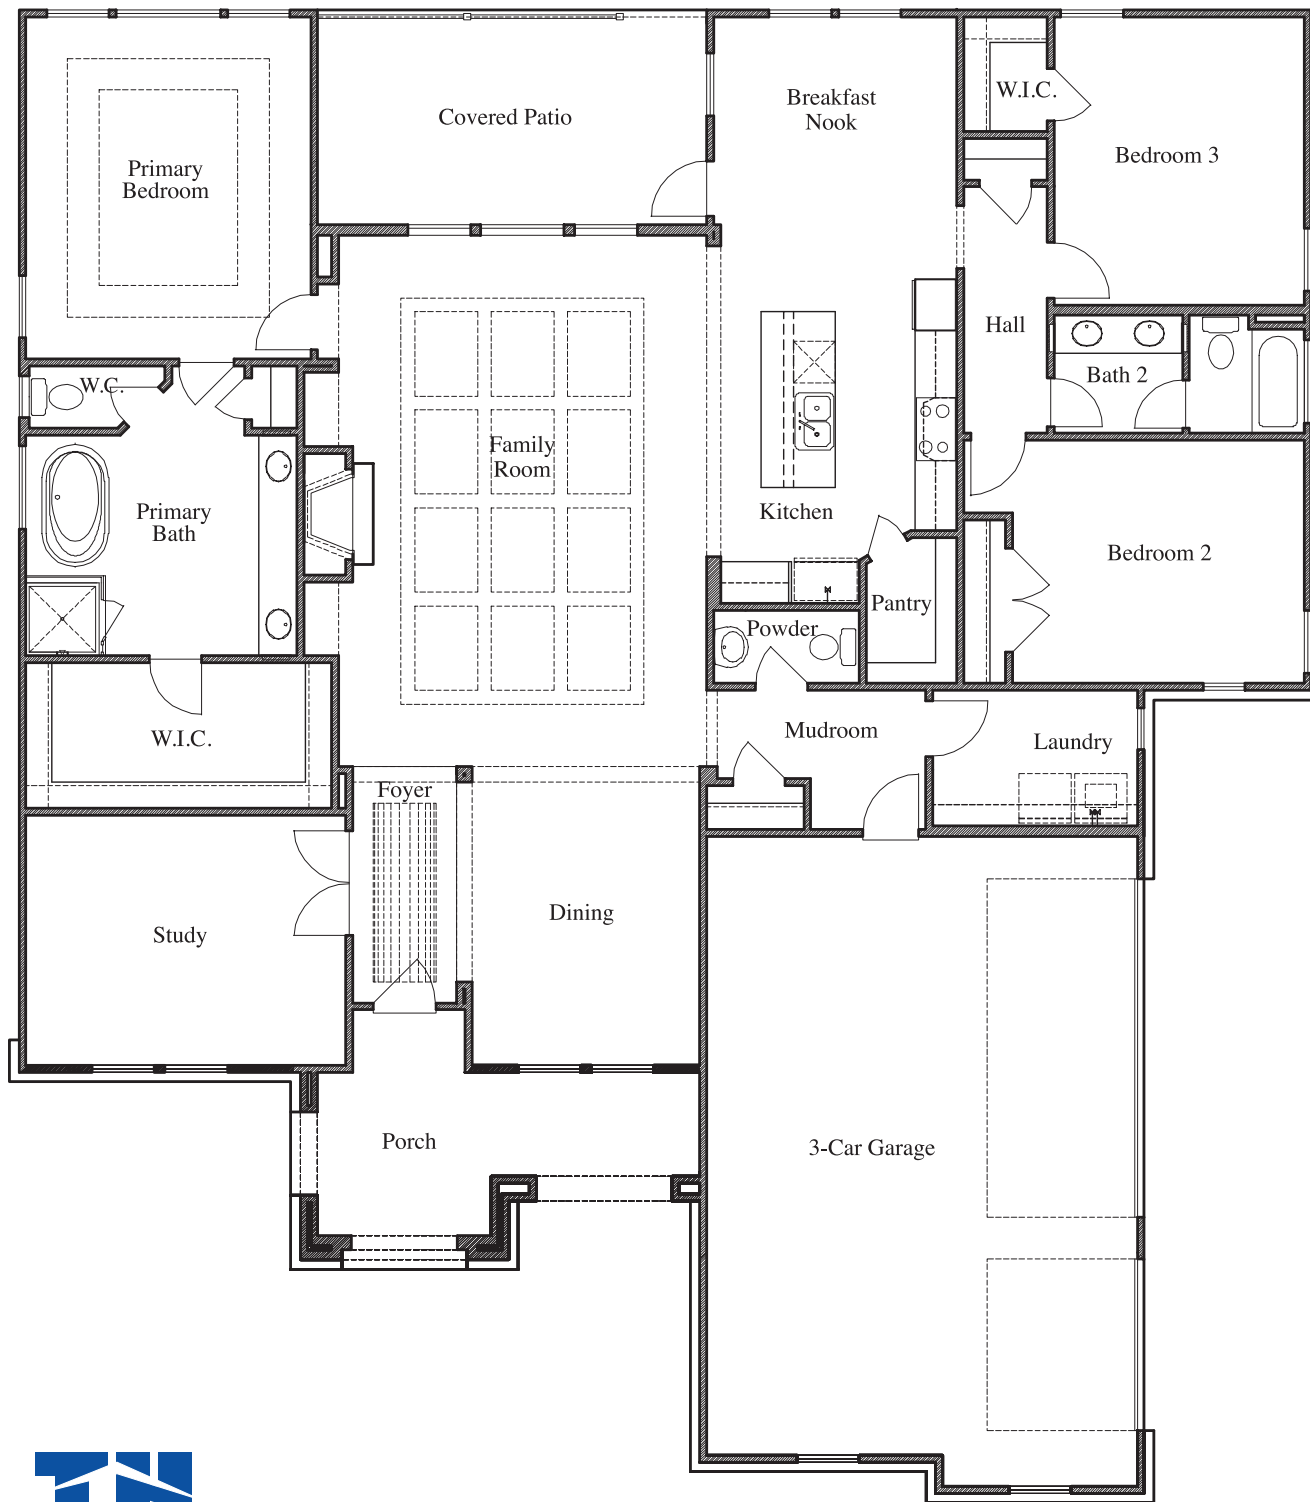 Covered Patio
Breakfast
Nook
W.I.C.
Bedroom 3
Primary
Bedroom
Hall
Bath 2
W.C.
Family
Room
Kitchen
Primary
Bath
Bedroom 2
Pantry
Powder
W.I.C.
Mudroom
Laundry
Foyer
Dining
Study
Porch
3-Car Garage